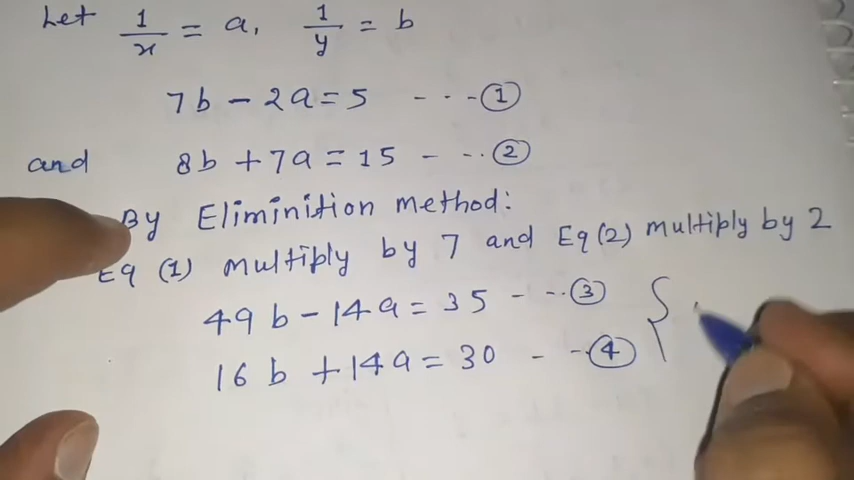 Let 1/x = a, 1/y = b
7b - 2a = 5 - - - ①
and 8b + 7a = 15 - - - ②
By Eliminition method:
Eq (1) multiply by 7 and Eq (2) multiply by 2
49b - 14a = 35 - - - ③
16b + 14a = 30 - - - ④